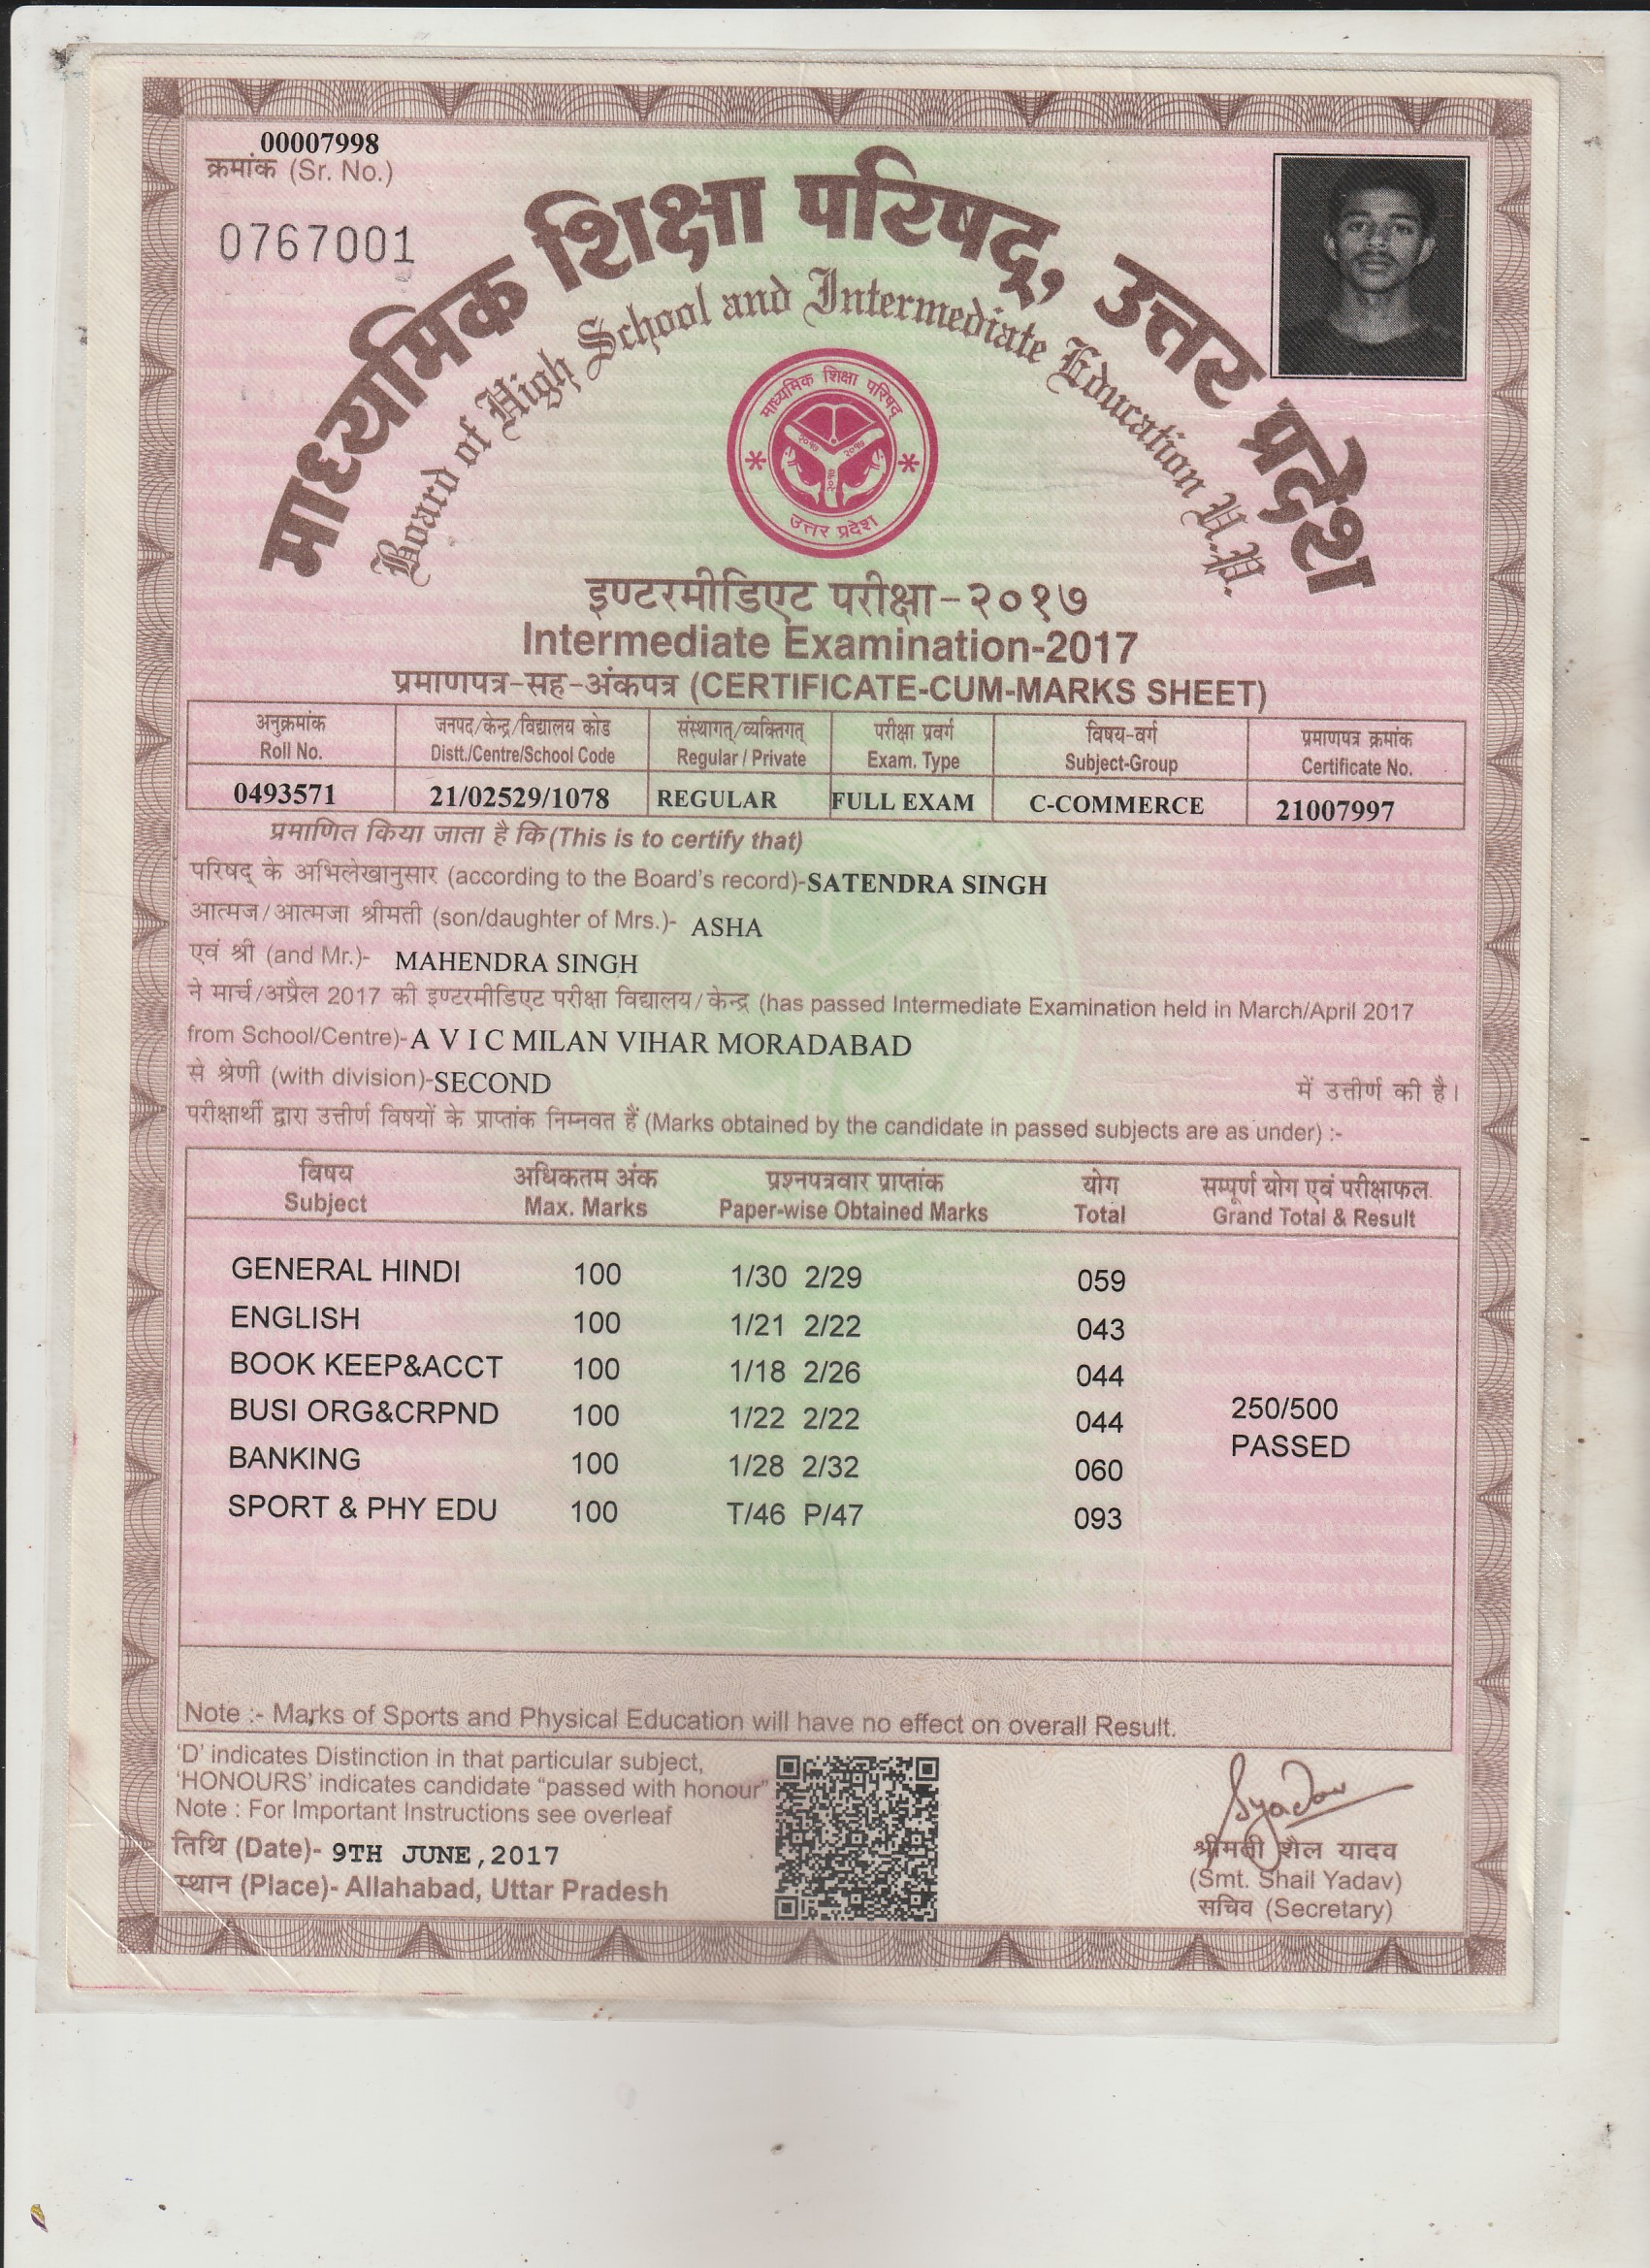 00007998
क्रमांक (Sr. No.)
0767001
माध्यमिक शिक्षा परिषद्, उत्तर प्रदेश
Board of High School and Intermediate Education U.P.
माध्यमिक शिक्षा परिषद्
उत्तर प्रदेश
इण्टरमीडिएट परीक्षा-२०१७
Intermediate Examination-2017
प्रमाणपत्र-सह-अंकपत्र (CERTIFICATE-CUM-MARKS SHEET)
अनुक्रमांक जनपद/केन्द्र/विद्यालय कोड संस्थागत्/व्यक्तिगत् परीक्षा प्रवर्ग विषय-वर्ग प्रमाणपत्र क्रमांक
Roll No. Distt./Centre/School Code Regular / Private Exam. Type Subject-Group Certificate No.
0493571 21/02529/1078 REGULAR FULL EXAM C-COMMERCE 21007997
प्रमाणित किया जाता है कि (This is to certify that)
परिषद् के अभिलेखानुसार (according to the Board's record)-SATENDRA SINGH
आत्मज/आत्मजा श्रीमती (son/daughter of Mrs.)- ASHA
एवं श्री (and Mr.)- MAHENDRA SINGH
ने मार्च/अप्रैल 2017 की इण्टरमीडिएट परीक्षा विद्यालय/केन्द्र (has passed Intermediate Examination held in March/April 2017
from School/Centre)-A V I C MILAN VIHAR MORADABAD
से श्रेणी (with division)-SECOND में उत्तीर्ण की है।
परीक्षार्थी द्वारा उत्तीर्ण विषयों के प्राप्तांक निम्नवत हैं (Marks obtained by the candidate in passed subjects are as under) :-
विषय अधिकतम अंक प्रश्नपत्रवार प्राप्तांक योग सम्पूर्ण योग एवं परीक्षाफल
Subject Max. Marks Paper-wise Obtained Marks Total Grand Total & Result
GENERAL HINDI 100 1/30 2/29 059
ENGLISH 100 1/21 2/22 043
BOOK KEEP&ACCT 100 1/18 2/26 044
BUSI ORG&CRPND 100 1/22 2/22 044 250/500
PASSED
BANKING 100 1/28 2/32 060
SPORT & PHY EDU 100 T/46 P/47 093
Note :- Marks of Sports and Physical Education will have no effect on overall Result.
'D' indicates Distinction in that particular subject,
'HONOURS' indicates candidate "passed with honour"
Note : For Important Instructions see overleaf
तिथि (Date)- 9TH JUNE,2017
स्थान (Place)- Allahabad, Uttar Pradesh
Syadav
श्रीमती शैल यादव
(Smt. Shail Yadav)
सचिव (Secretary)